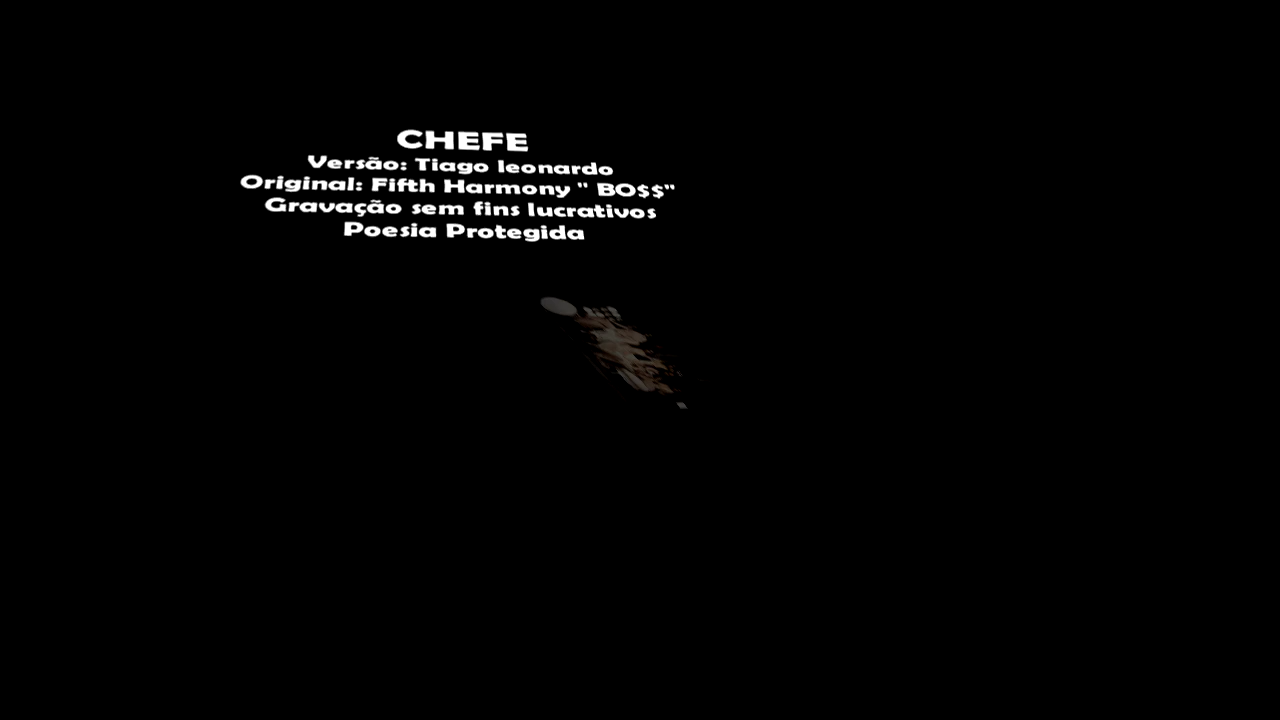 CHEFE
Versão: Tiago leonardo
Original: Fifth Harmony " BO$$"
Gravação sem fins lucrativos
Poesia Protegida